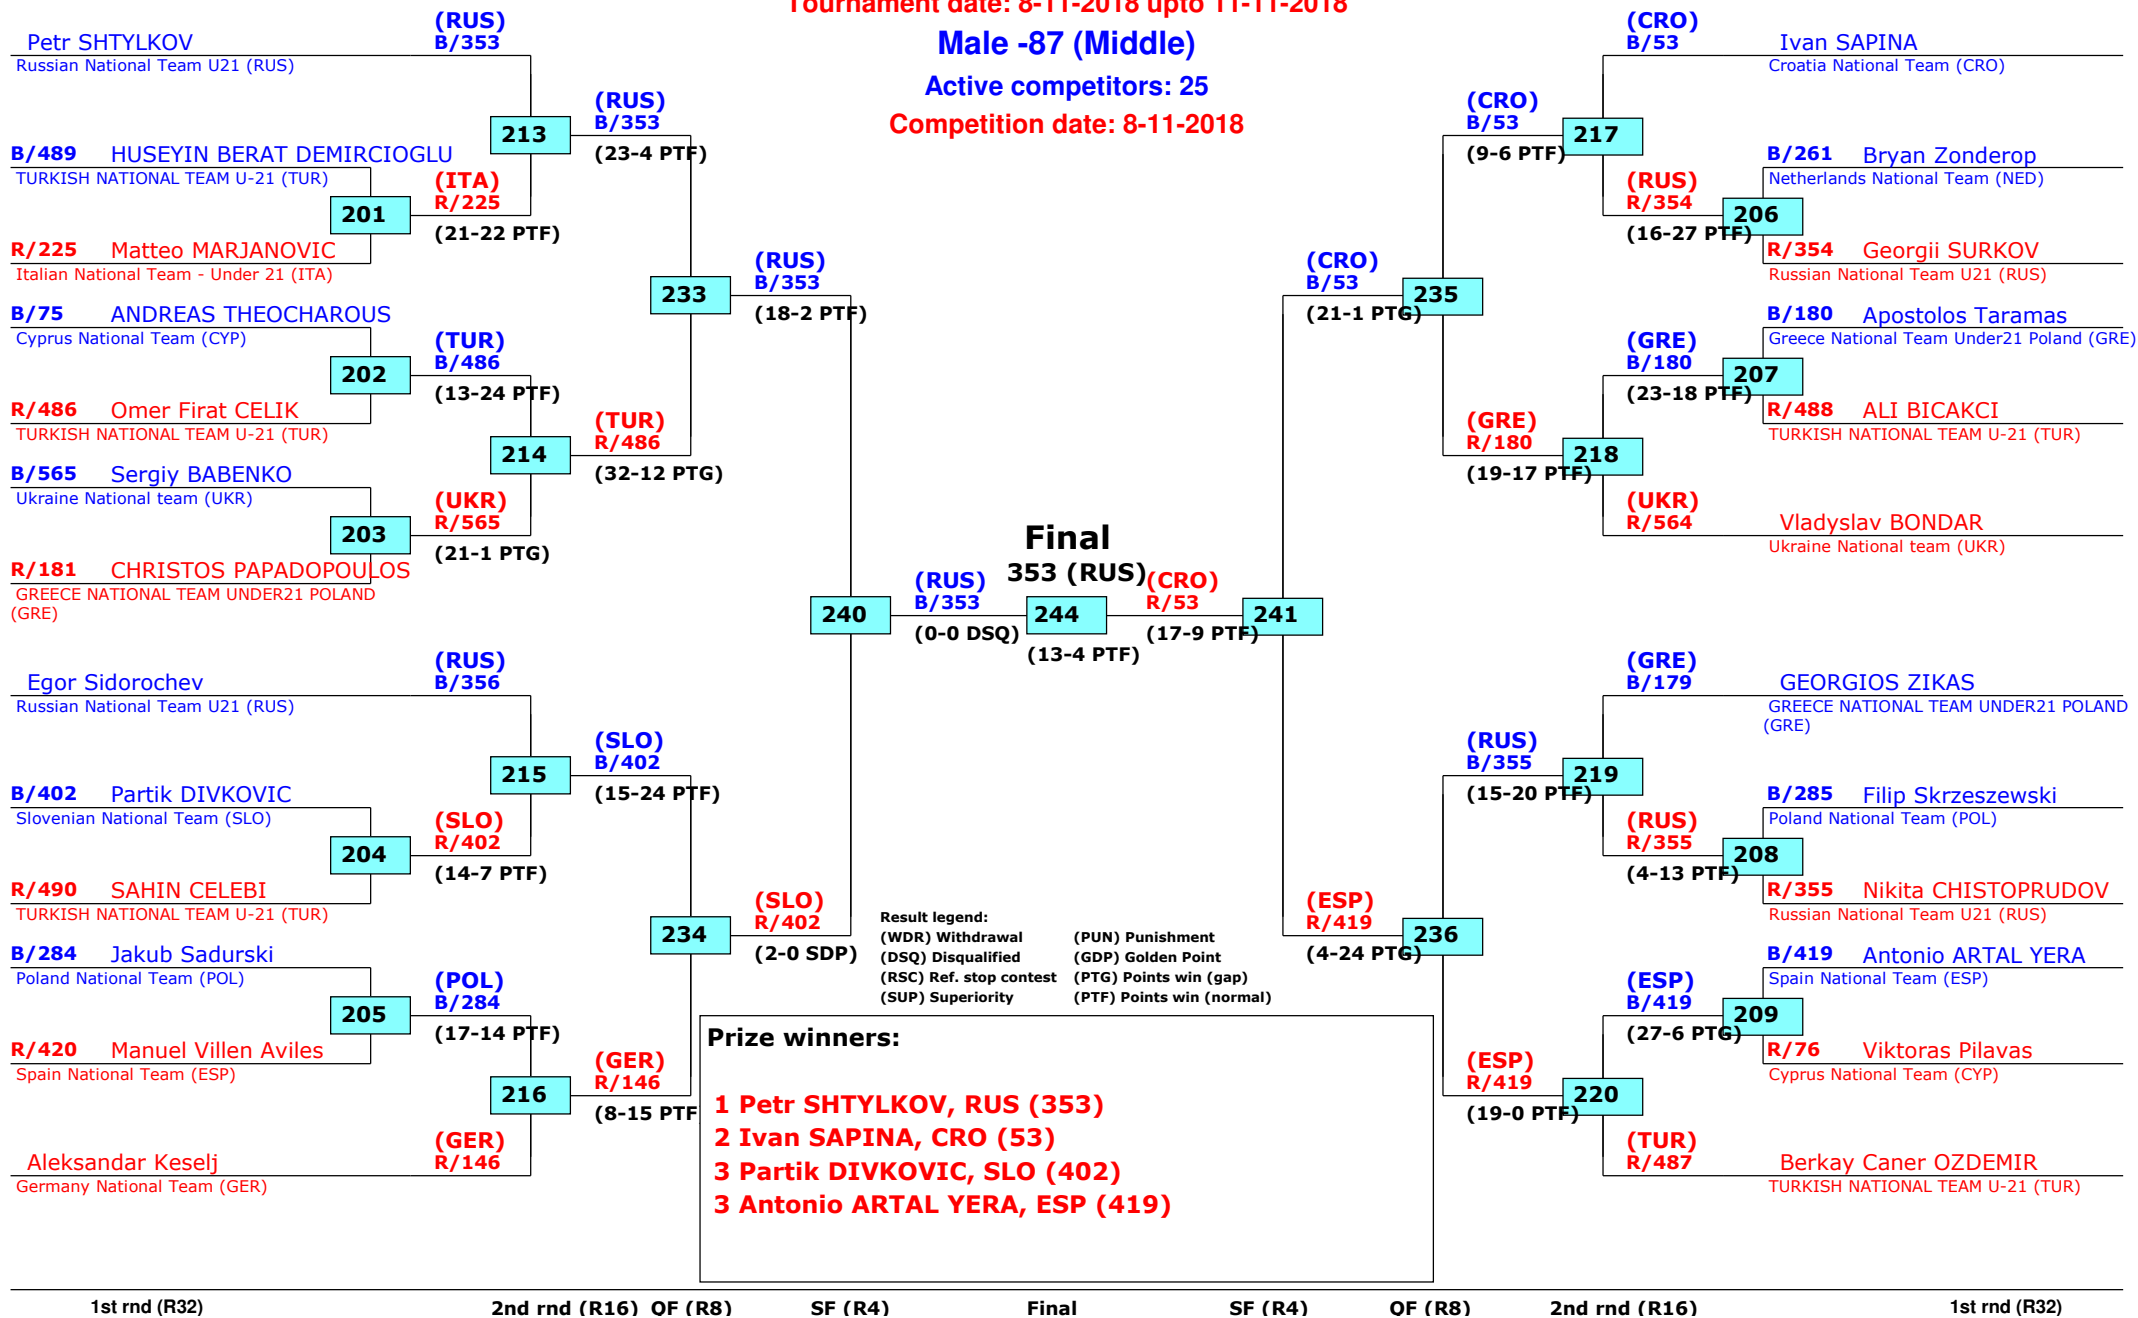 Tournament date: 8-11-2018 upto 11-11-2018
Male -87 (Middle)
Active competitors: 25
Competition date: 8-11-2018
(RUS)
B/353
Petr SHTYLKOV
Russian National Team U21 (RUS)
(RUS)
B/353
213
(23-4 PTF)
B/489 HUSEYIN BERAT DEMIRCIOGLU
TURKISH NATIONAL TEAM U-21 (TUR)
(ITA)
R/225
201
(21-22 PTF)
R/225 Matteo MARJANOVIC
Italian National Team - Under 21 (ITA)
(RUS)
B/353
233
(18-2 PTF)
B/75 ANDREAS THEOCHAROUS
Cyprus National Team (CYP)
(TUR)
B/486
202
(13-24 PTF)
R/486 Omer Firat CELIK
TURKISH NATIONAL TEAM U-21 (TUR)
(TUR)
R/486
214
(32-12 PTG)
B/565 Sergiy BABENKO
Ukraine National team (UKR)
(UKR)
R/565
203
(21-1 PTG)
R/181 CHRISTOS PAPADOPOULOS
GREECE NATIONAL TEAM UNDER21 POLAND
(GRE)
240
(RUS)
B/353
(0-0 DSQ)
Final
353 (RUS)
244
(13-4 PTF)
(CRO)
R/53
(17-9 PTF)
241
(RUS)
B/356
Egor Sidorochev
Russian National Team U21 (RUS)
(SLO)
B/402
215
(15-24 PTF)
B/402 Partik DIVKOVIC
Slovenian National Team (SLO)
(SLO)
R/402
204
(14-7 PTF)
R/490 SAHIN CELEBI
TURKISH NATIONAL TEAM U-21 (TUR)
(SLO)
R/402
234
(2-0 SDP)
B/284 Jakub Sadurski
Poland National Team (POL)
(POL)
B/284
205
(17-14 PTF)
R/420 Manuel Villen Aviles
Spain National Team (ESP)
(GER)
R/146
216
(8-15 PTF
(GER)
R/146
Aleksandar Keselj
Germany National Team (GER)
(CRO)
B/53
Ivan SAPINA
Croatia National Team (CRO)
(CRO)
B/53
217
(9-6 PTF)
B/261 Bryan Zonderop
Netherlands National Team (NED)
(RUS)
R/354
206
(16-27 PTF)
R/354 Georgii SURKOV
Russian National Team U21 (RUS)
(CRO)
B/53
235
(21-1 PTG)
B/180 Apostolos Taramas
Greece National Team Under21 Poland (GRE)
(GRE)
B/180
207
(23-18 PTF)
R/488 ALI BICAKCI
TURKISH NATIONAL TEAM U-21 (TUR)
(GRE)
R/180
218
(19-17 PTF)
(UKR)
R/564
Vladyslav BONDAR
Ukraine National team (UKR)
(GRE)
B/179
GEORGIOS ZIKAS
GREECE NATIONAL TEAM UNDER21 POLAND
(GRE)
(RUS)
B/355
219
(15-20 PTF)
B/285 Filip Skrzeszewski
Poland National Team (POL)
(RUS)
R/355
208
(4-13 PTF)
R/355 Nikita CHISTOPRUDOV
Russian National Team U21 (RUS)
(ESP)
R/419
236
(4-24 PTG)
B/419 Antonio ARTAL YERA
Spain National Team (ESP)
(ESP)
B/419
209
(27-6 PTG)
R/76 Viktoras Pilavas
Cyprus National Team (CYP)
(ESP)
R/419
220
(19-0 PTF)
(TUR)
R/487
Berkay Caner OZDEMIR
TURKISH NATIONAL TEAM U-21 (TUR)
Result legend:
(WDR) Withdrawal (PUN) Punishment
(DSQ) Disqualified (GDP) Golden Point
(RSC) Ref. stop contest (PTG) Points win (gap)
(SUP) Superiority (PTF) Points win (normal)
Prize winners:
1 Petr SHTYLKOV, RUS (353)
2 Ivan SAPINA, CRO (53)
3 Partik DIVKOVIC, SLO (402)
3 Antonio ARTAL YERA, ESP (419)
1st rnd (R32) 2nd rnd (R16) QF (R8) SF (R4) Final SF (R4) QF (R8) 2nd rnd (R16) 1st rnd (R32)